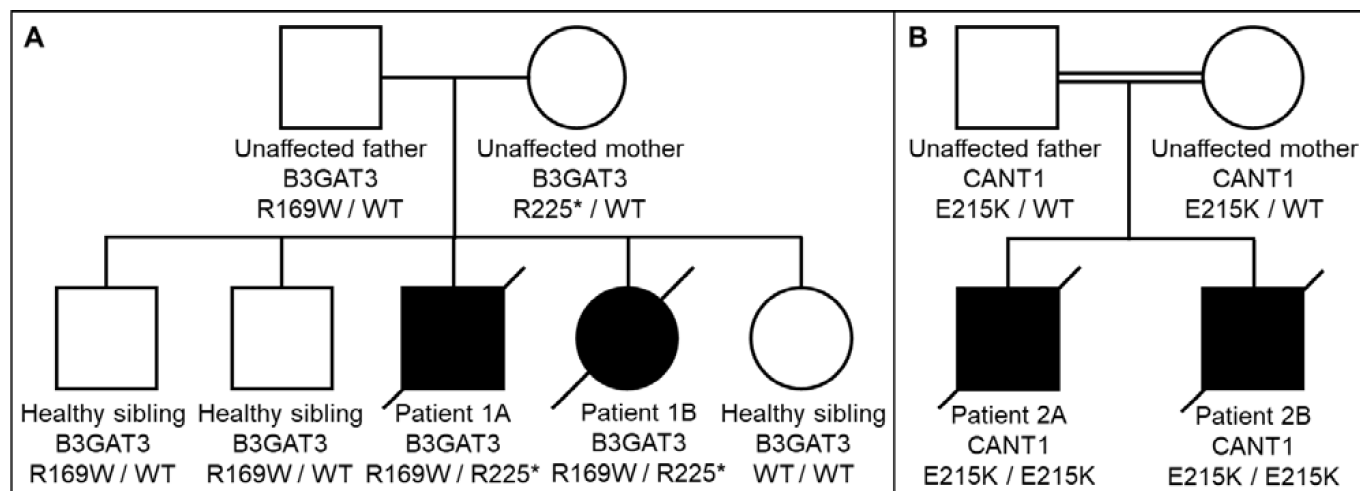 A
Unaffected father
B3GAT3
R169W / WT
Unaffected mother
B3GAT3
R225* / WT
Healthy sibling
B3GAT3
R169W / WT
Healthy sibling
B3GAT3
R169W / WT
Patient 1A
B3GAT3
R169W / R225*
Patient 1B
B3GAT3
R169W / R225*
Healthy sibling
B3GAT3
WT / WT
B
Unaffected father
CANT1
E215K / WT
Unaffected mother
CANT1
E215K / WT
Patient 2A
CANT1
E215K / E215K
Patient 2B
CANT1
E215K / E215K